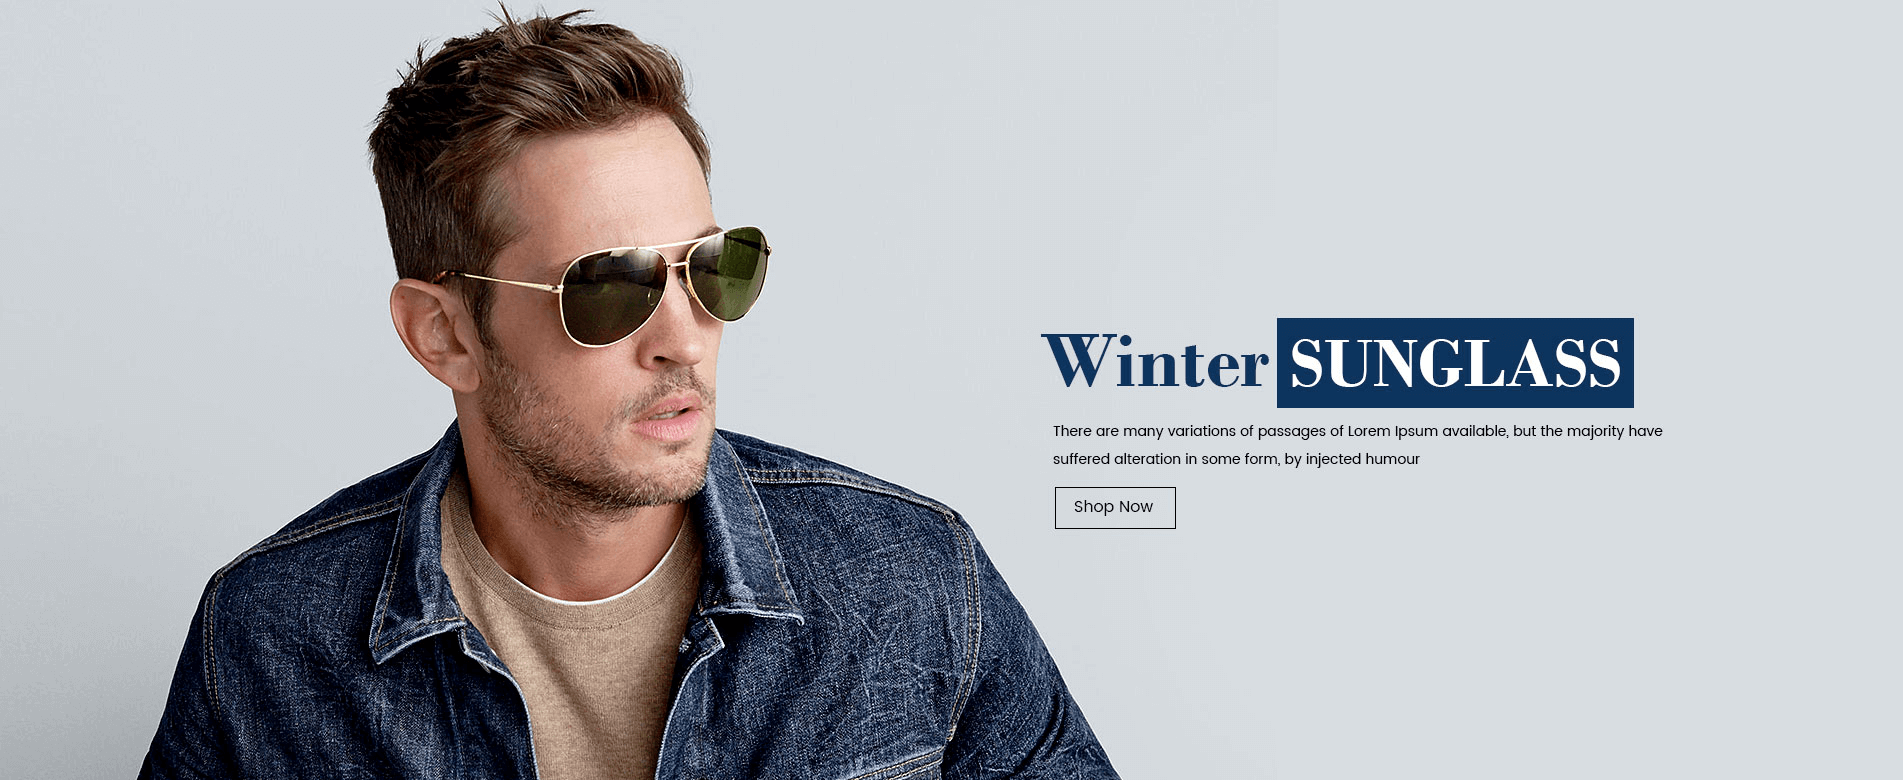 Winter SUNGLASS
There are many variations of passages of Lorem Ipsum available, but the majority have
suffered alteration in some form, by injected humour
Shop Now